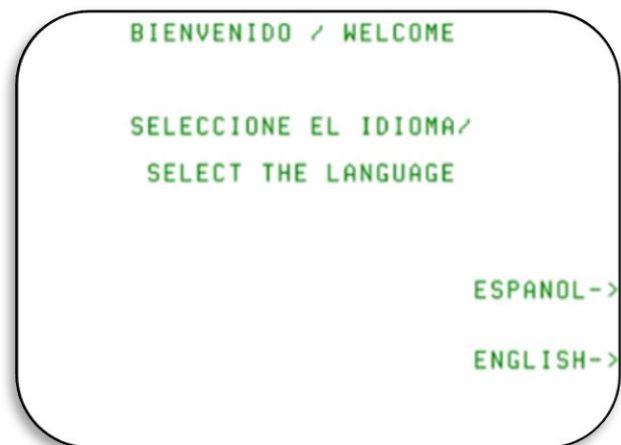 BIENVENIDO / WELCOME
SELECCIONE EL IDIOMA/
SELECT THE LANGUAGE
ESPANOL->
ENGLISH->